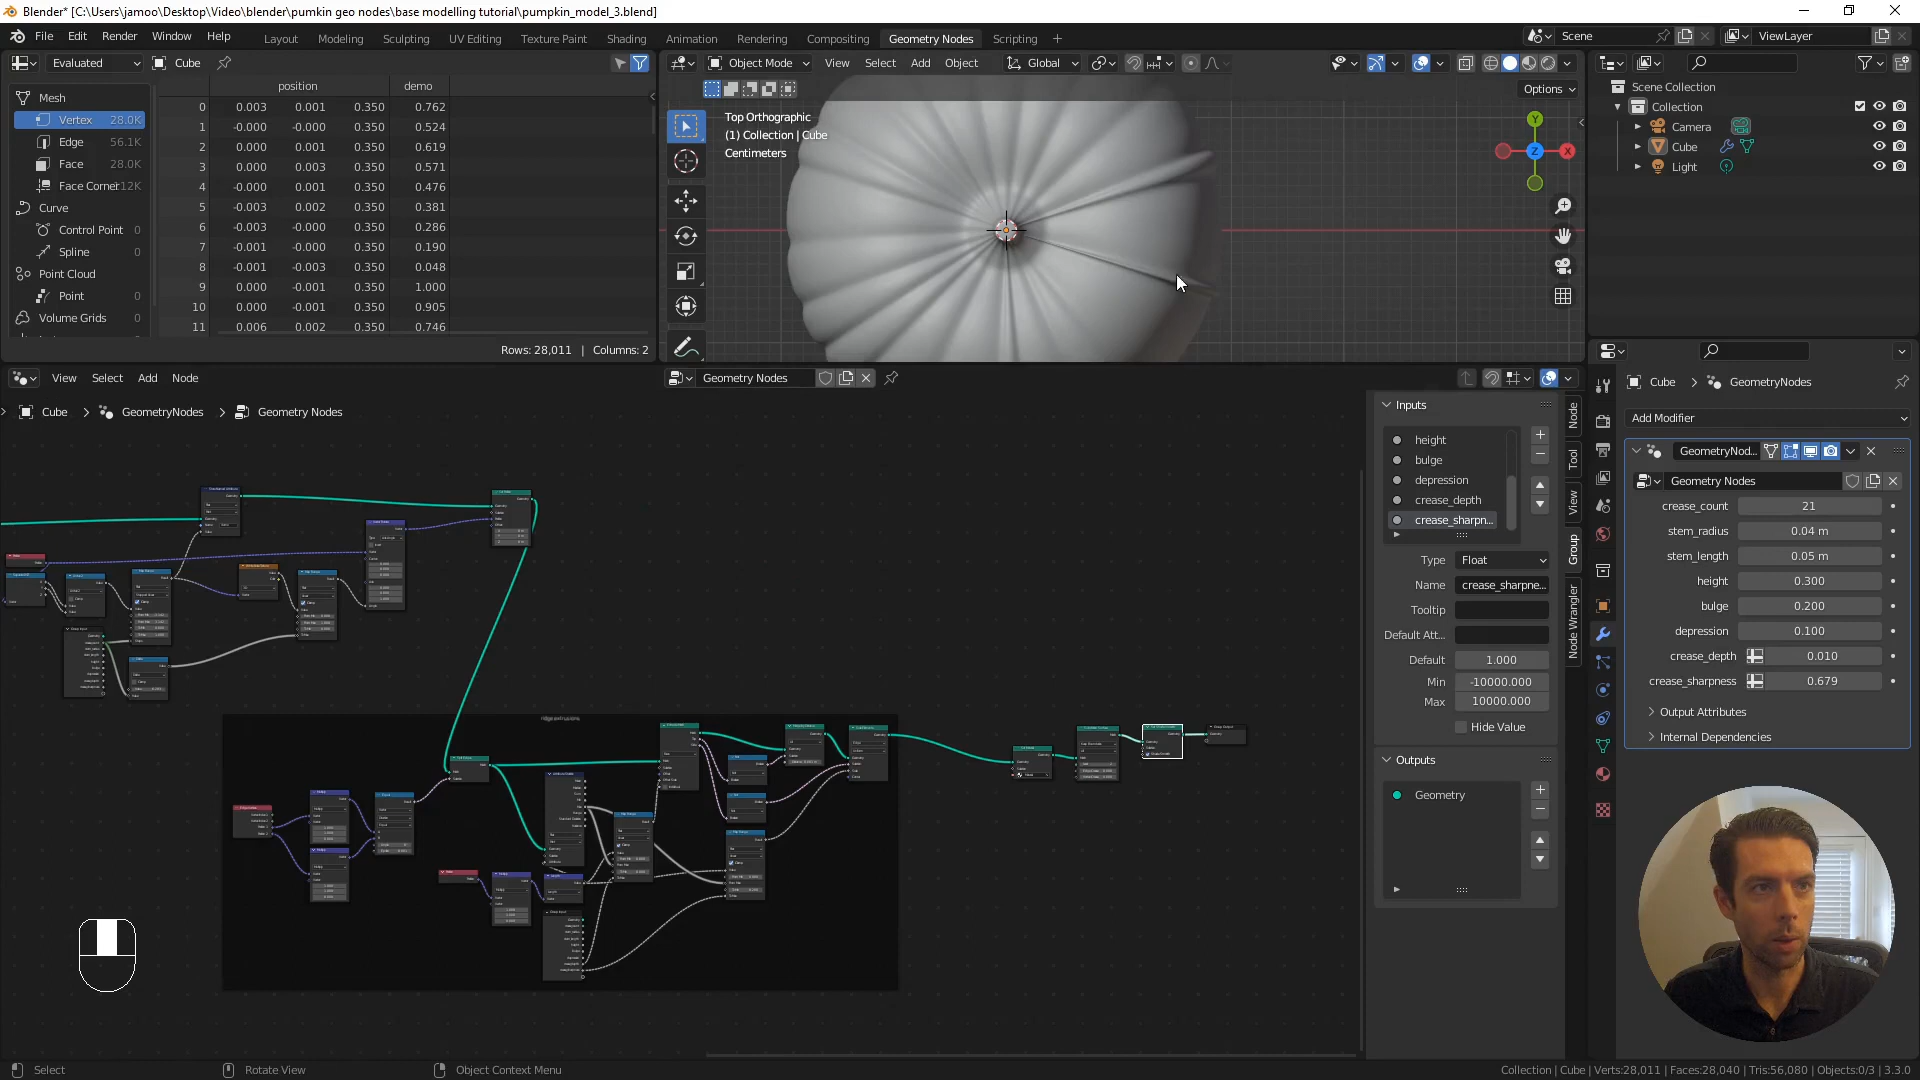 Blender* [C:\Users\jamoo\Desktop\Video\blender\pumkin geo nodes\base modelling tutorial\pumpkin_model_3.blend]
File Edit Render Window Help Layout Modeling Sculpting UV Editing Texture Paint Shading Animation Rendering Compositing Geometry Nodes Scripting + Scene ViewLayer
Evaluated Cube
Object Mode View Select Add Object Global
Options
position demo
Mesh
Vertex 28.0K
Edge 56.1K
Face 28.0K
Face Corner 12K
Curve
Control Point 0
Spline 0
Point Cloud
Point 0
Volume Grids
0 0.003 0.001 0.350 0.762
1 -0.000 -0.000 0.350 0.524
2 0.000 0.001 0.350 0.619
3 0.000 0.003 0.350 0.571
4 -0.000 0.001 0.350 0.476
5 -0.003 0.002 0.350 0.381
6 -0.003 0.000 0.350 0.286
7 -0.001 0.000 0.350 0.190
8 -0.001 -0.003 0.350 0.048
9 0.000 -0.001 0.350 1.000
10 0.000 -0.001 0.350 0.905
11 0.006 0.002 0.350 0.746
Rows: 28,011 | Columns: 2
Top Orthographic
(1) Collection | Cube
Centimeters
Y
Z X
Scene Collection
Collection
Camera
Cube
Light
View Select Add Node
Geometry Nodes
Cube > GeometryNodes > Geometry Nodes
Inputs
height
bulge
depression
crease_depth
crease_sharpn...
Type Float
Name crease_sharpne...
Tooltip
Default Att...
Default 1.000
Min -10000.000
Max 10000.000
Hide Value
Outputs
Geometry
Node
Tool
View
Group
Node Wrangler
Cube > GeometryNodes
Add Modifier
GeometryNod...
Geometry Nodes
crease_count 21
stem_radius 0.04 m
stem_length 0.05 m
height 0.300
bulge 0.200
depression 0.100
crease_depth 0.010
crease_sharpness 0.679
Output Attributes
Internal Dependencies
Select Rotate View Object Context Menu
Collection | Cube | Verts:28,011 | Faces:28,040 | Tris:56,080 | Objects:0/3 | 3.3.0